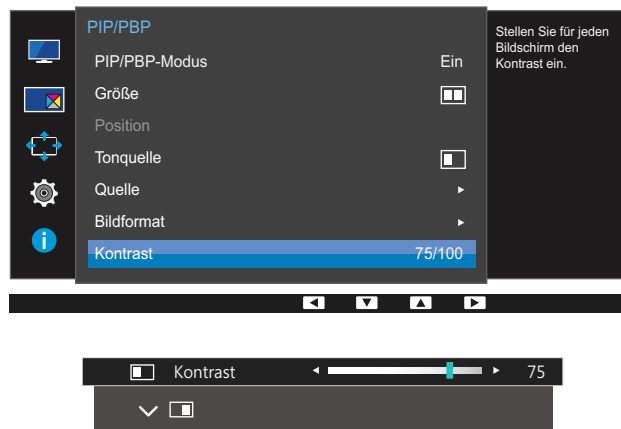 PIP/PBP
PIP/PBP-Modus Ein
Größe
Position
Tonquelle
Quelle
Bildformat
Kontrast 75/100
Stellen Sie für jeden
Bildschirm den
Kontrast ein.
Kontrast 75